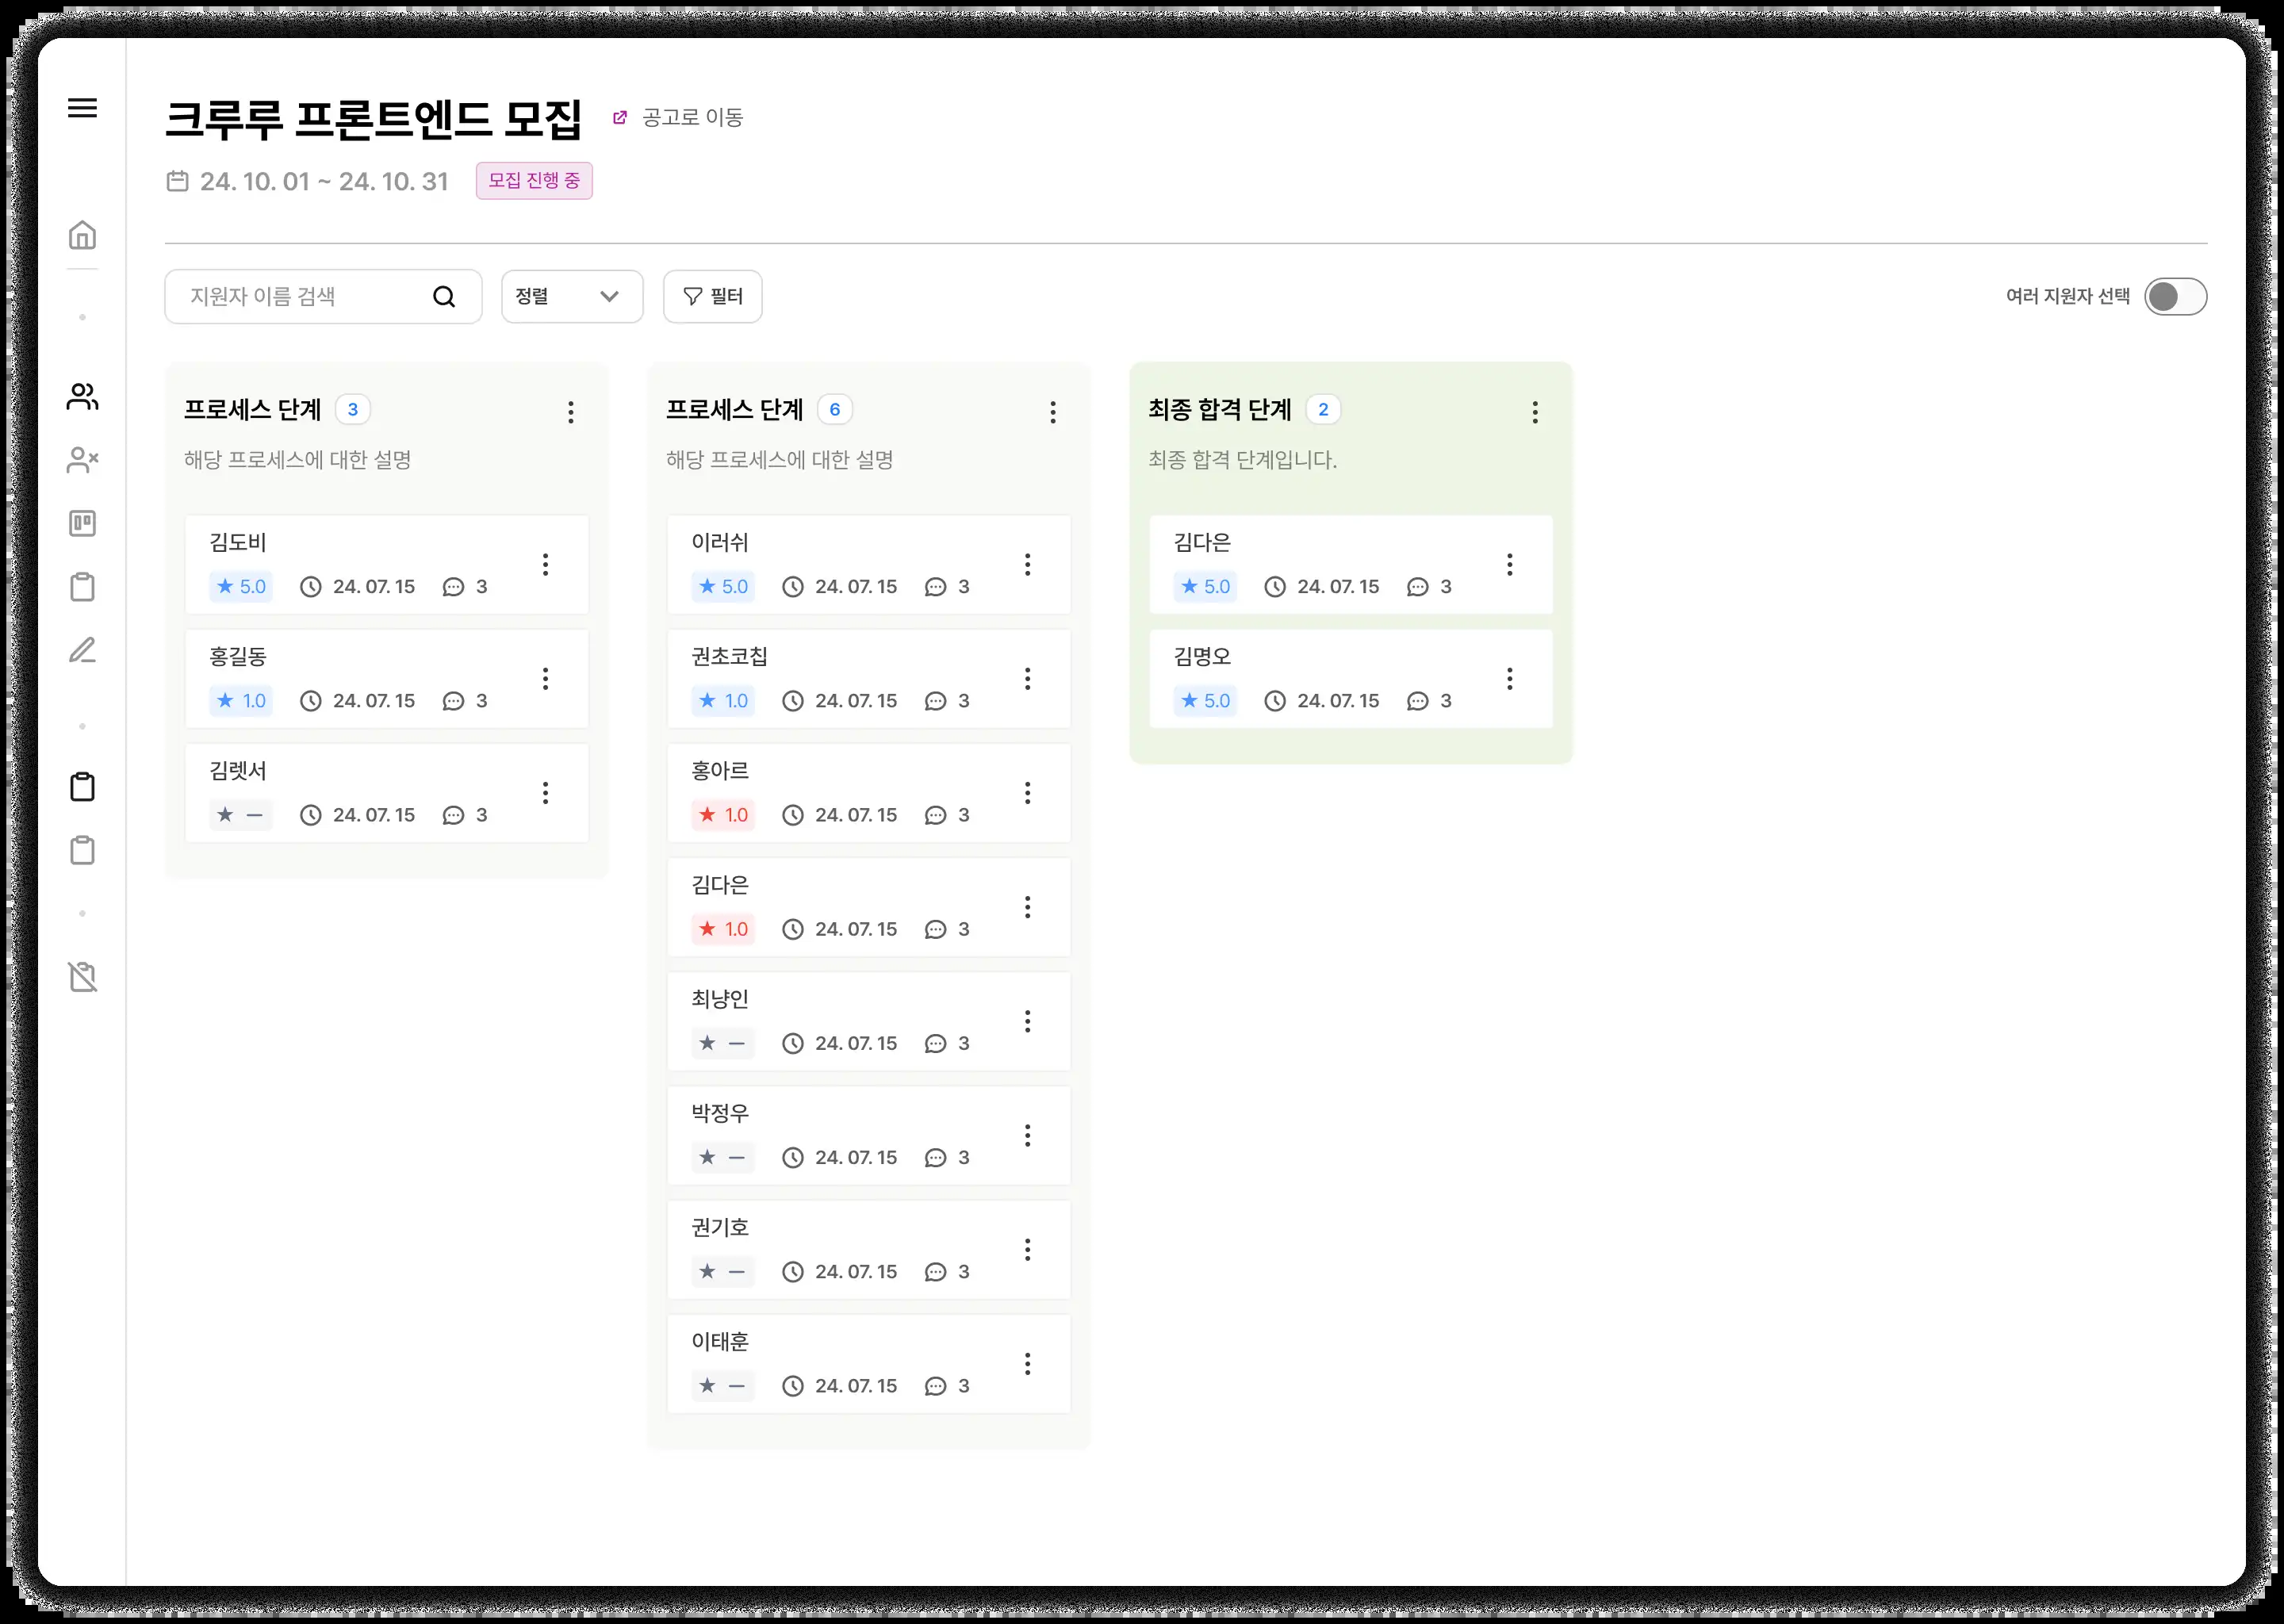 크루루 프론트엔드 모집 공고로 이동
24. 10. 01 ~ 24. 10. 31 모집 진행 중
지원자 이름 검색 정렬 필터 여러 지원자 선택
프로세스 단계 3
해당 프로세스에 대한 설명
김도비
★ 5.0 24. 07. 15 3
홍길동
★ 1.0 24. 07. 15 3
김렛서
★ — 24. 07. 15 3
프로세스 단계 6
해당 프로세스에 대한 설명
이러쉬
★ 5.0 24. 07. 15 3
권초코칩
★ 1.0 24. 07. 15 3
홍아르
★ 1.0 24. 07. 15 3
김다은
★ 1.0 24. 07. 15 3
최냥인
★ — 24. 07. 15 3
박정우
★ — 24. 07. 15 3
권기호
★ — 24. 07. 15 3
이태훈
★ — 24. 07. 15 3
최종 합격 단계 2
최종 합격 단계입니다.
김다은
★ 5.0 24. 07. 15 3
김명오
★ 5.0 24. 07. 15 3